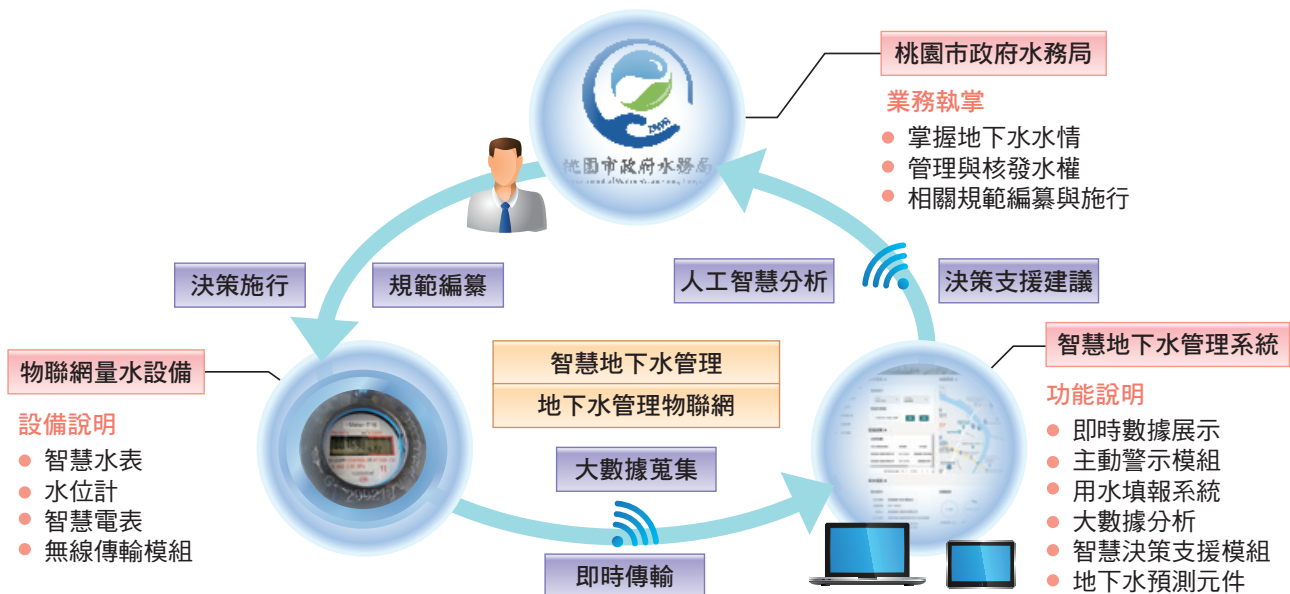 桃園市政府水務局
桃園市政府水務局
業務執掌
掌握地下水水情
管理與核發水權
相關規範編纂與施行
決策施行
規範編纂
人工智慧分析
決策支援建議
物聯網量水設備
設備說明
智慧水表
水位計
智慧電表
無線傳輸模組
智慧地下水管理
地下水管理物聯網
大數據蒐集
即時傳輸
智慧地下水管理系統
功能說明
即時數據展示
主動警示模組
用水填報系統
大數據分析
智慧決策支援模組
地下水預測元件